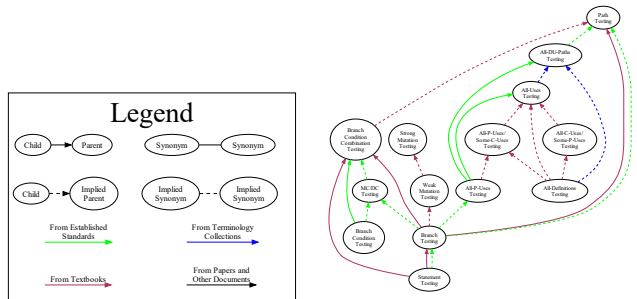 Legend
Child
Parent
Synonym
Synonym
Child
Implied
Parent
Implied
Synonym
Implied
Synonym
From Established
Standards
From Terminology
Collections
From Textbooks
From Papers and
Other Documents
Path
Testing
All-DU-Paths
Testing
All-Uses
Testing
Branch
Condition
Combination
Testing
Strong
Mutation
Testing
All-P-Uses/
Some-C-Uses
Testing
All-C-Uses/
Some-P-Uses
Testing
MC/DC
Testing
Weak
Mutation
Testing
All-P-Uses
Testing
All-Definitions
Testing
Branch
Condition
Testing
Branch
Testing
Statement
Testing